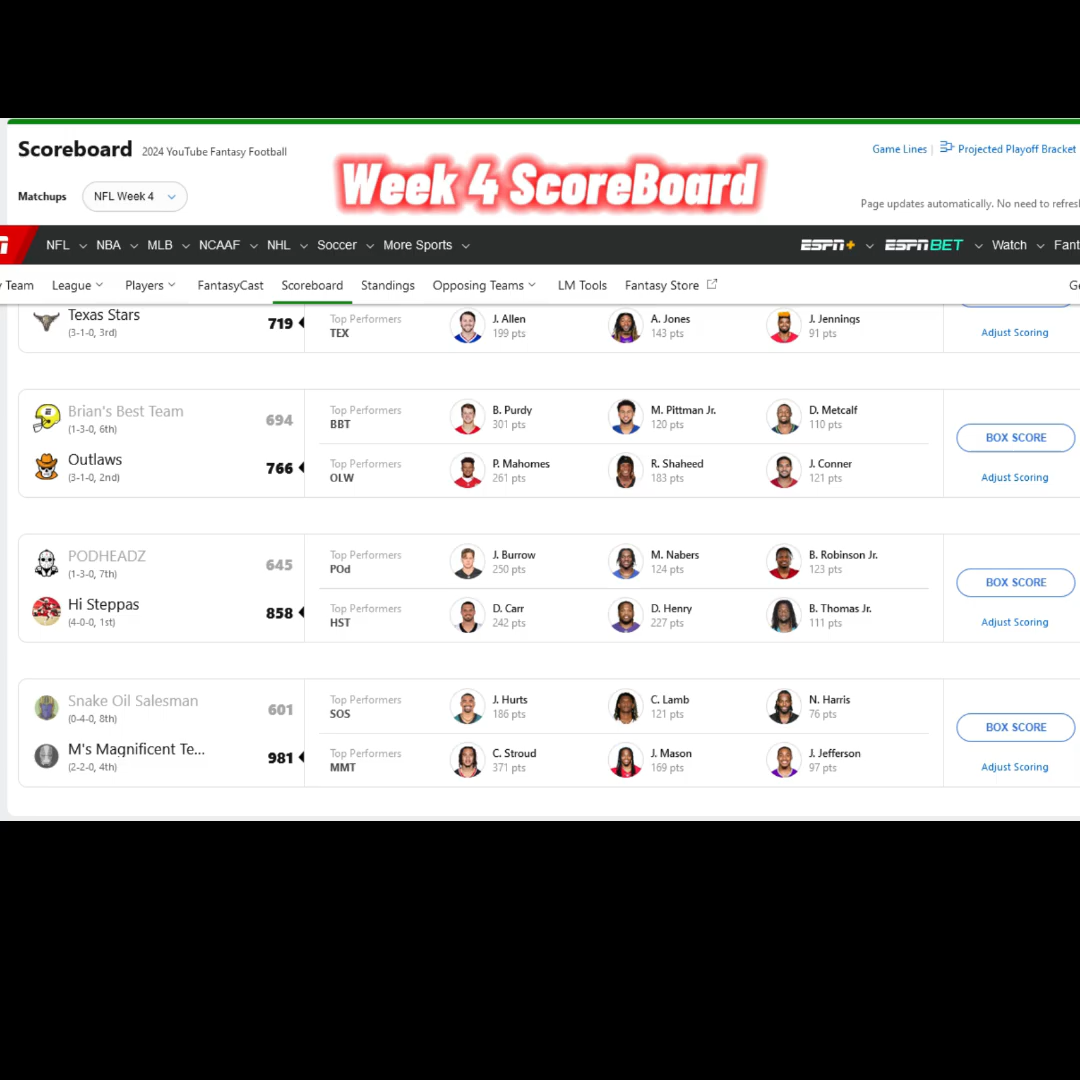 Scoreboard 2024 YouTube Fantasy Football
Week 4 ScoreBoard
Game Lines | Projected Playoff Bracket
Matchups NFL Week 4
Page updates automatically. No need to refresh
NFL NBA MLB NCAAF NHL Soccer More Sports ESPN+ ESPN BET Watch Fant
Team League Players FantasyCast Scoreboard Standings Opposing Teams LM Tools Fantasy Store Ge
Texas Stars
(3-1-0, 3rd)
719
Top Performers
TEX
J. Allen
199 pts
A. Jones
143 pts
J. Jennings
91 pts
Adjust Scoring
Brian's Best Team
(1-3-0, 6th)
694
Top Performers
BBT
B. Purdy
301 pts
M. Pittman Jr.
120 pts
D. Metcalf
110 pts
Outlaws
(3-1-0, 2nd)
766
Top Performers
OLW
P. Mahomes
261 pts
R. Shaheed
183 pts
J. Conner
121 pts
BOX SCORE
Adjust Scoring
PODHEADZ
(1-3-0, 7th)
645
Top Performers
POd
J. Burrow
250 pts
M. Nabers
124 pts
B. Robinson Jr.
123 pts
Hi Steppas
(4-0-0, 1st)
858
Top Performers
HST
D. Carr
242 pts
D. Henry
227 pts
B. Thomas Jr.
111 pts
BOX SCORE
Adjust Scoring
Snake Oil Salesman
(0-4-0, 8th)
601
Top Performers
SOS
J. Hurts
186 pts
C. Lamb
121 pts
N. Harris
76 pts
M's Magnificent Te...
(2-2-0, 4th)
981
Top Performers
MMT
C. Stroud
371 pts
J. Mason
169 pts
J. Jefferson
97 pts
BOX SCORE
Adjust Scoring